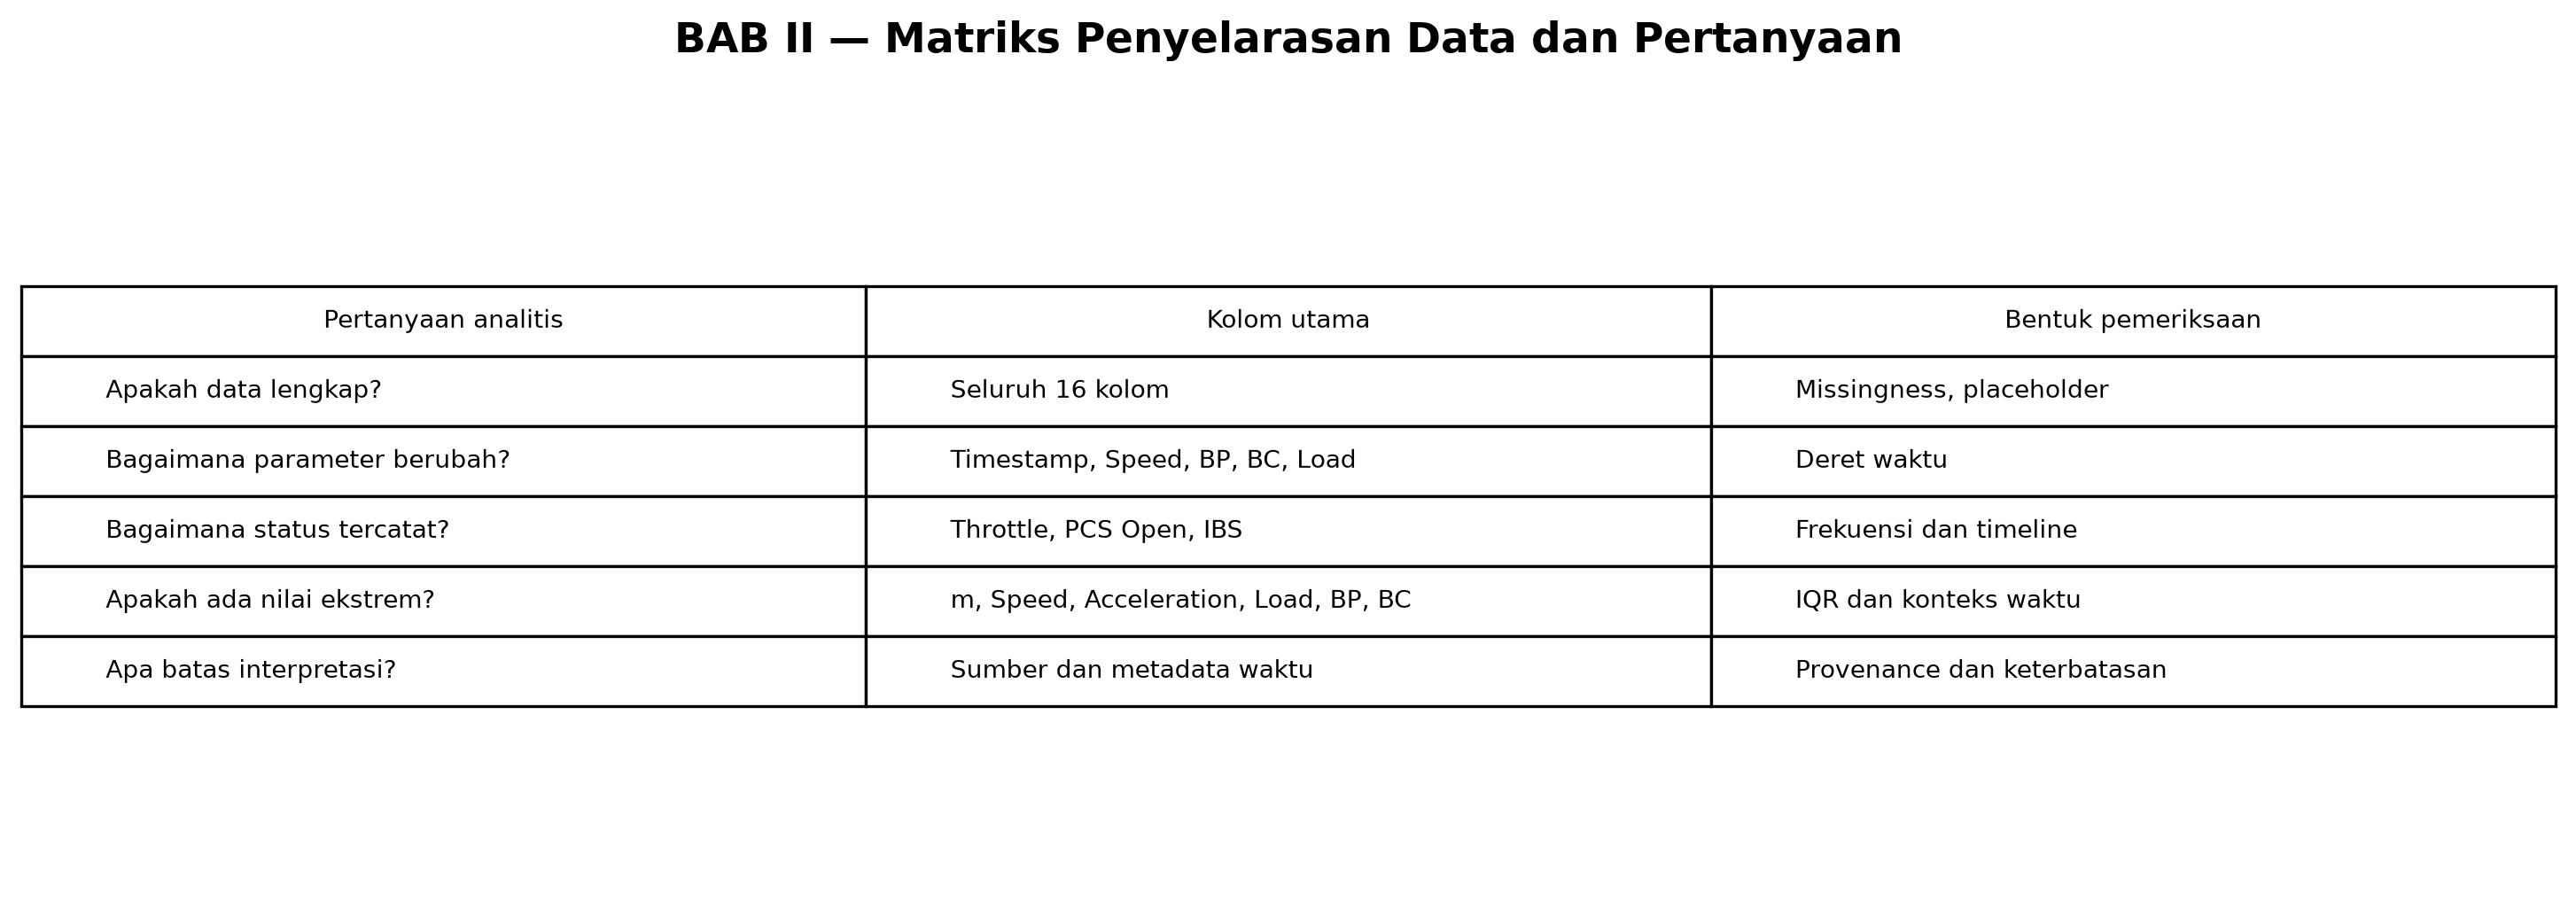 BAB II — Matriks Penyelarasan Data dan Pertanyaan
Pertanyaan analitis Kolom utama Bentuk pemeriksaan
Apakah data lengkap? Seluruh 16 kolom Missingness, placeholder
Bagaimana parameter berubah? Timestamp, Speed, BP, BC, Load Deret waktu
Bagaimana status tercatat? Throttle, PCS Open, IBS Frekuensi dan timeline
Apakah ada nilai ekstrem? m, Speed, Acceleration, Load, BP, BC IQR dan konteks waktu
Apa batas interpretasi? Sumber dan metadata waktu Provenance dan keterbatasan